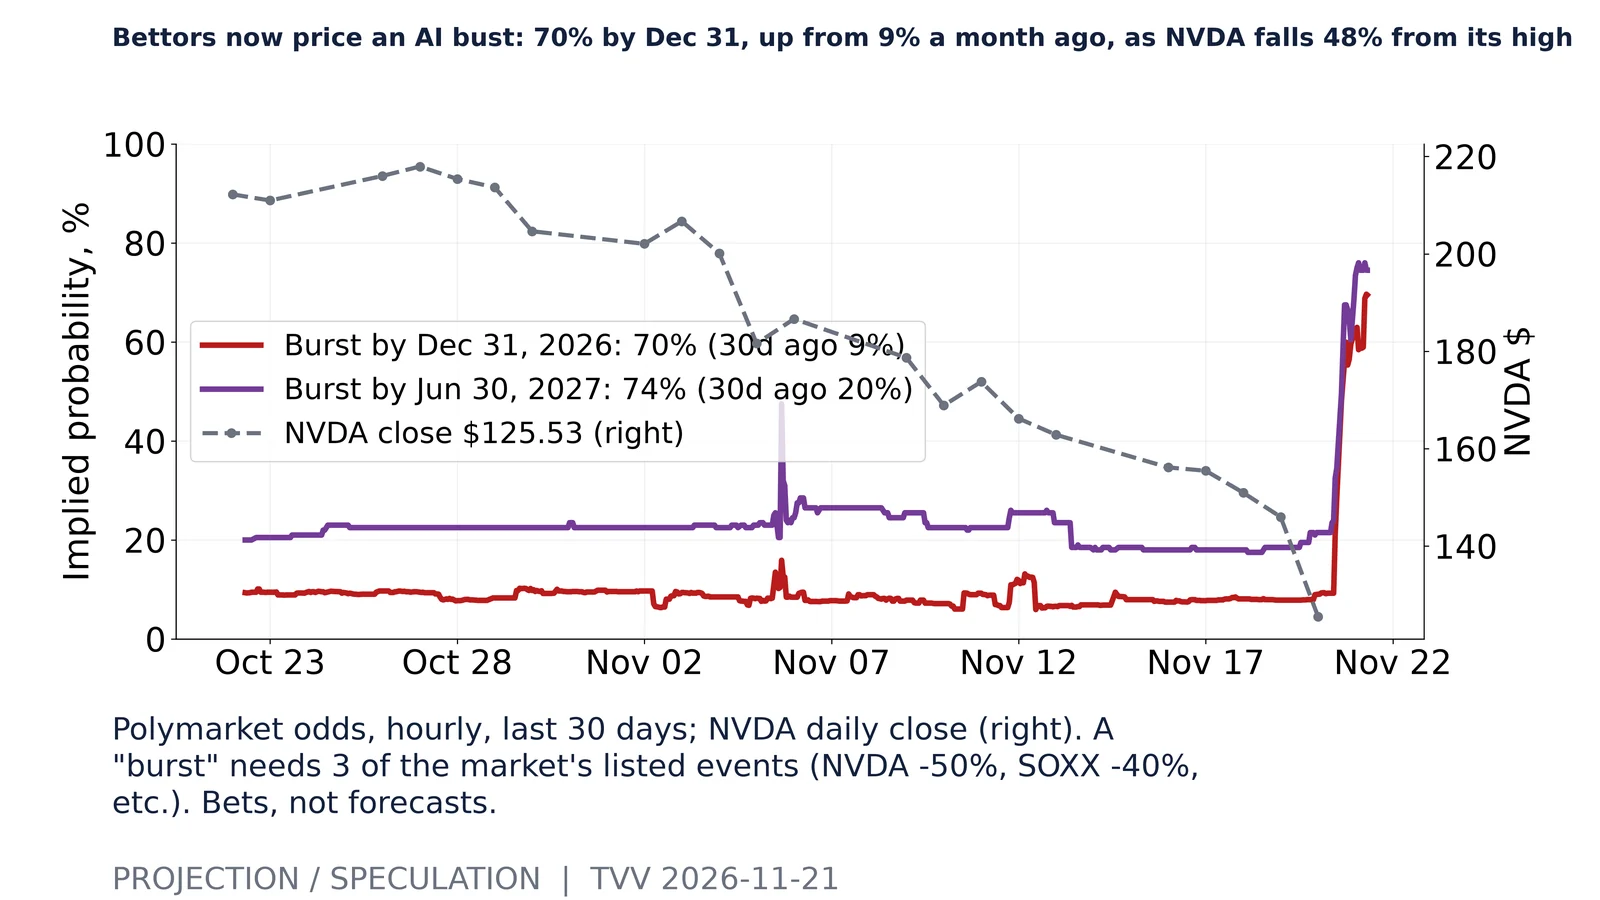 Bettors now price an AI bust: 70% by Dec 31, up from 9% a month ago, as NVDA falls 48% from its high
100
80
60
40
20
0
Implied probability, %
220
200
180
160
140
NVDA $
Burst by Dec 31, 2026: 70% (30d ago 9%)
Burst by Jun 30, 2027: 74% (30d ago 20%)
NVDA close $125.53 (right)
Oct 23
Oct 28
Nov 02
Nov 07
Nov 12
Nov 17
Nov 22
Polymarket odds, hourly, last 30 days; NVDA daily close (right). A
"burst" needs 3 of the market's listed events (NVDA -50%, SOXX -40%,
etc.). Bets, not forecasts.
PROJECTION / SPECULATION | TVV 2026-11-21